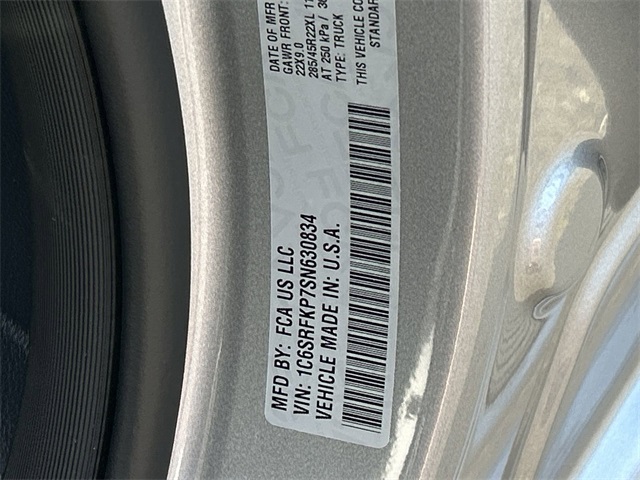 MFD BY: FCA US LLC
VIN: 1C6SRFKP7SN630834
VEHICLE MADE IN: U.S.A.
DATE OF MFR
GAWR FRONT:
22X9.0
285/45R22XL
AT 250 kPa /
TYPE: TRUCK
THIS VEHICLE CO
STANDAR